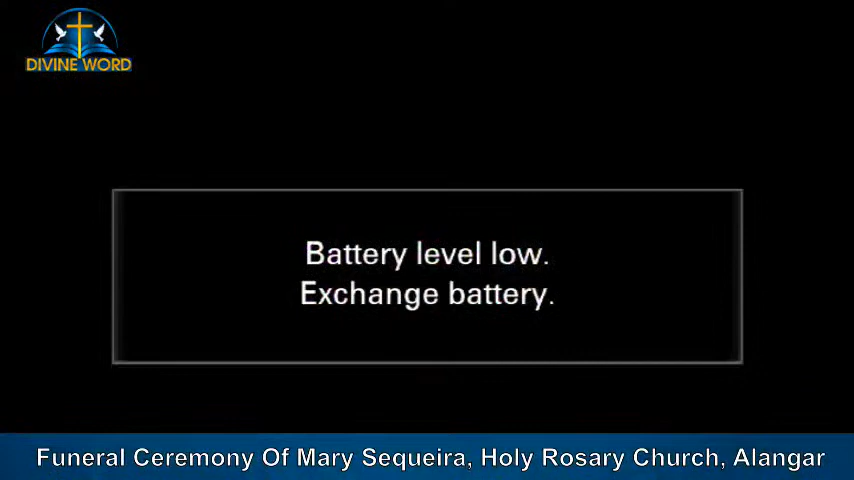 DIVINE WORD
Battery level low.
Exchange battery.
Funeral Ceremony Of Mary Sequeira, Holy Rosary Church, Alangar